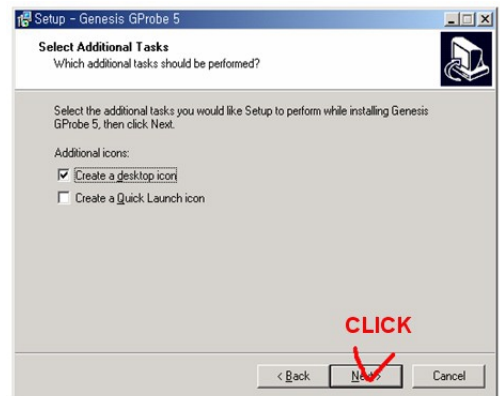 Setup - Genesis GProbe 5
Select Additional Tasks
Which additional tasks should be performed?
Select the additional tasks you would like Setup to perform while installing Genesis
GProbe 5, then click Next.
Additional icons:
Create a desktop icon
Create a Quick Launch icon
CLICK
< Back
Next >
Cancel